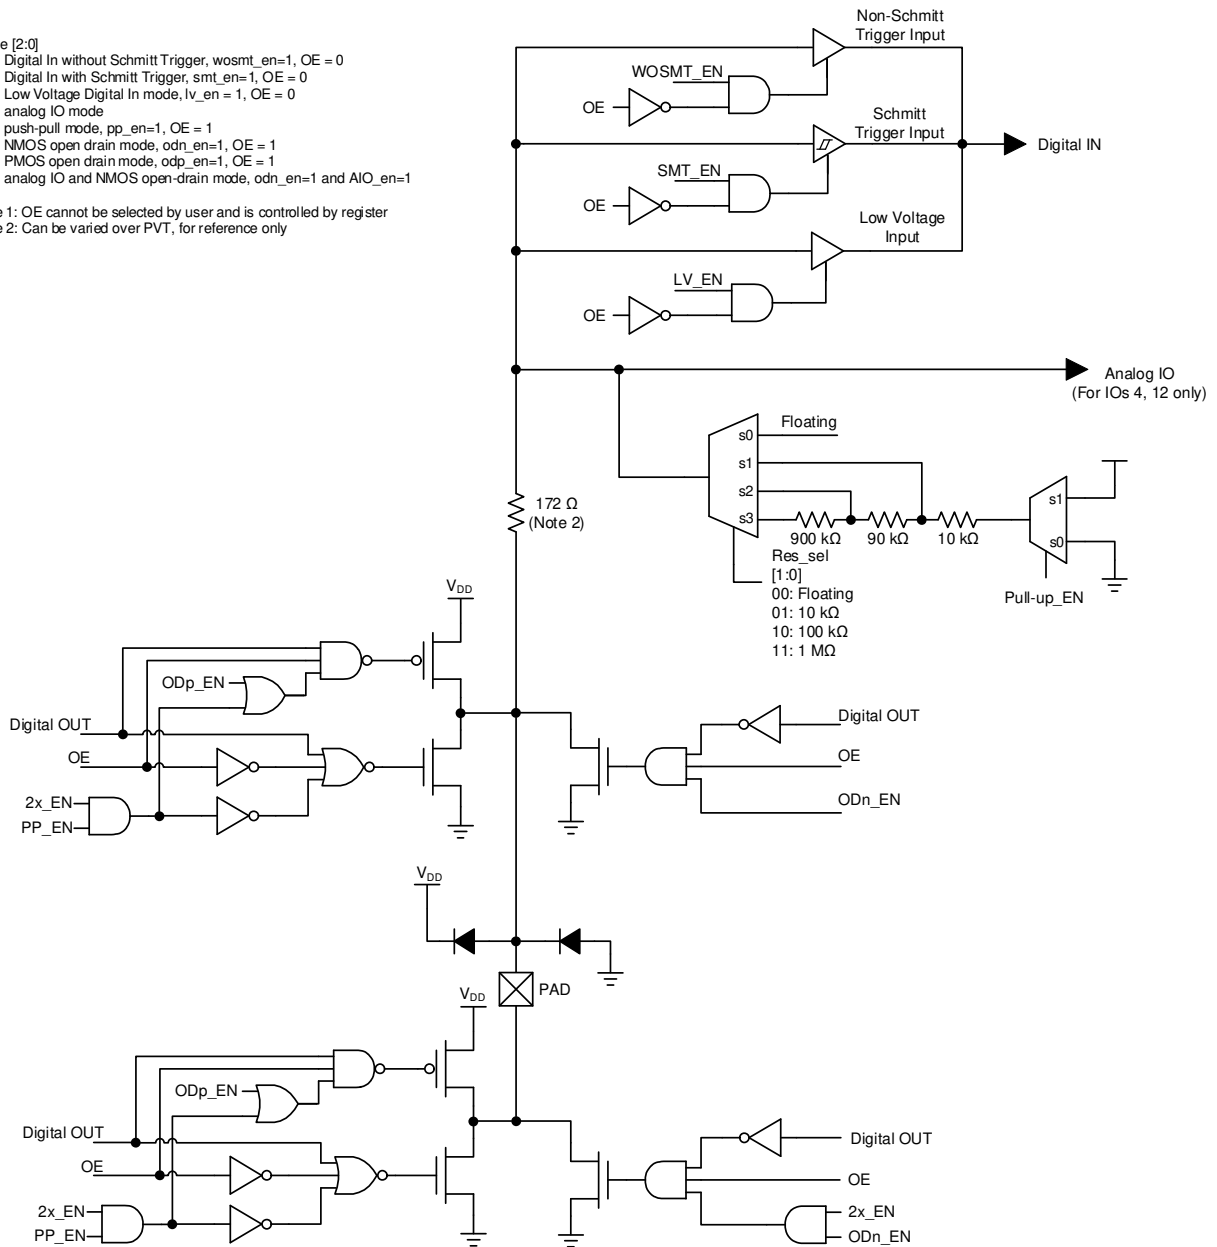 e [2:0]
Digital In without Schmitt Trigger, wosmt_en=1, OE = 0
Digital In with Schmitt Trigger, smt_en=1, OE = 0
Low Voltage Digital In mode, lv_en = 1, OE = 0
analog IO mode
push-pull mode, pp_en=1, OE = 1
NMOS open drain mode, odn_en=1, OE = 1
PMOS open drain mode, odp_en=1, OE = 1
analog IO and NMOS open-drain mode, odn_en=1 and AIO_en=1
e 1: OE cannot be selected by user and is controlled by register
e 2: Can be varied over PVT, for reference only
Non-Schmitt
Trigger Input
WOSMT_EN
OE
Schmitt
Trigger Input
Digital IN
SMT_EN
OE
Low Voltage
Input
LV_EN
OE
Analog IO
(For IOs 4, 12 only)
Floating
s0
s1
s2
s3
900 kΩ
90 kΩ
10 kΩ
s1
s0
Pull-up_EN
Res_sel
[1:0]
00: Floating
01: 10 kΩ
10: 100 kΩ
11: 1 MΩ
172 Ω
(Note 2)
VDD
ODp_EN
Digital OUT
OE
2x_EN
PP_EN
Digital OUT
OE
ODn_EN
VDD
PAD
VDD
ODp_EN
Digital OUT
OE
2x_EN
PP_EN
Digital OUT
OE
2x_EN
ODn_EN